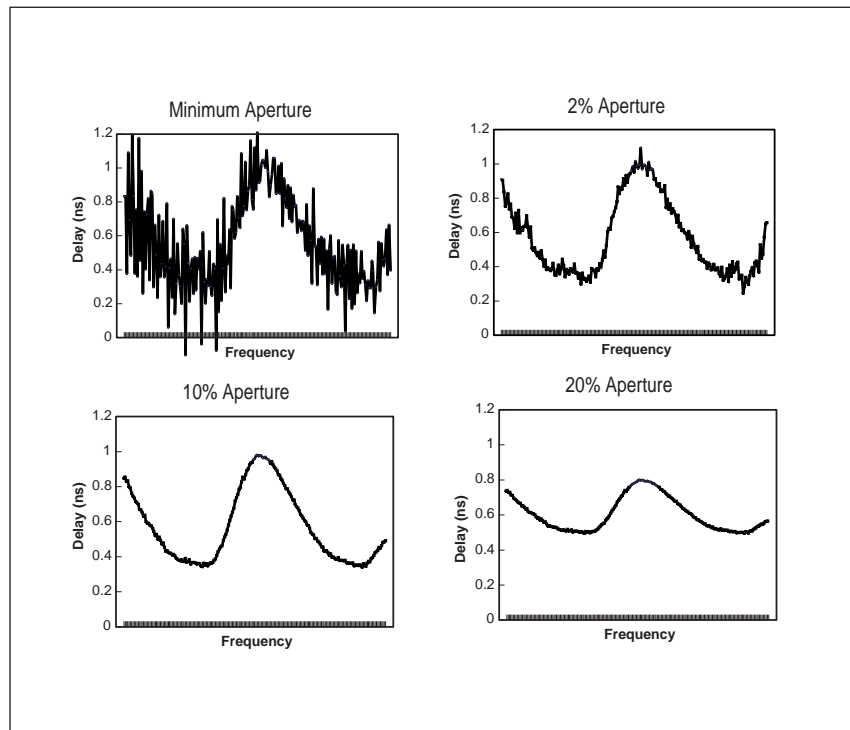 Minimum Aperture
1.2
1
0.8
0.6
0.4
0.2
0
Delay (ns)
Frequency
2% Aperture
1.2
1
0.8
0.6
0.4
0.2
0
Delay (ns)
Frequency
10% Aperture
1.2
1
0.8
0.6
0.4
0.2
0
Delay (ns)
Frequency
20% Aperture
1.2
1
0.8
0.6
0.4
0.2
0
Delay (ns)
Frequency